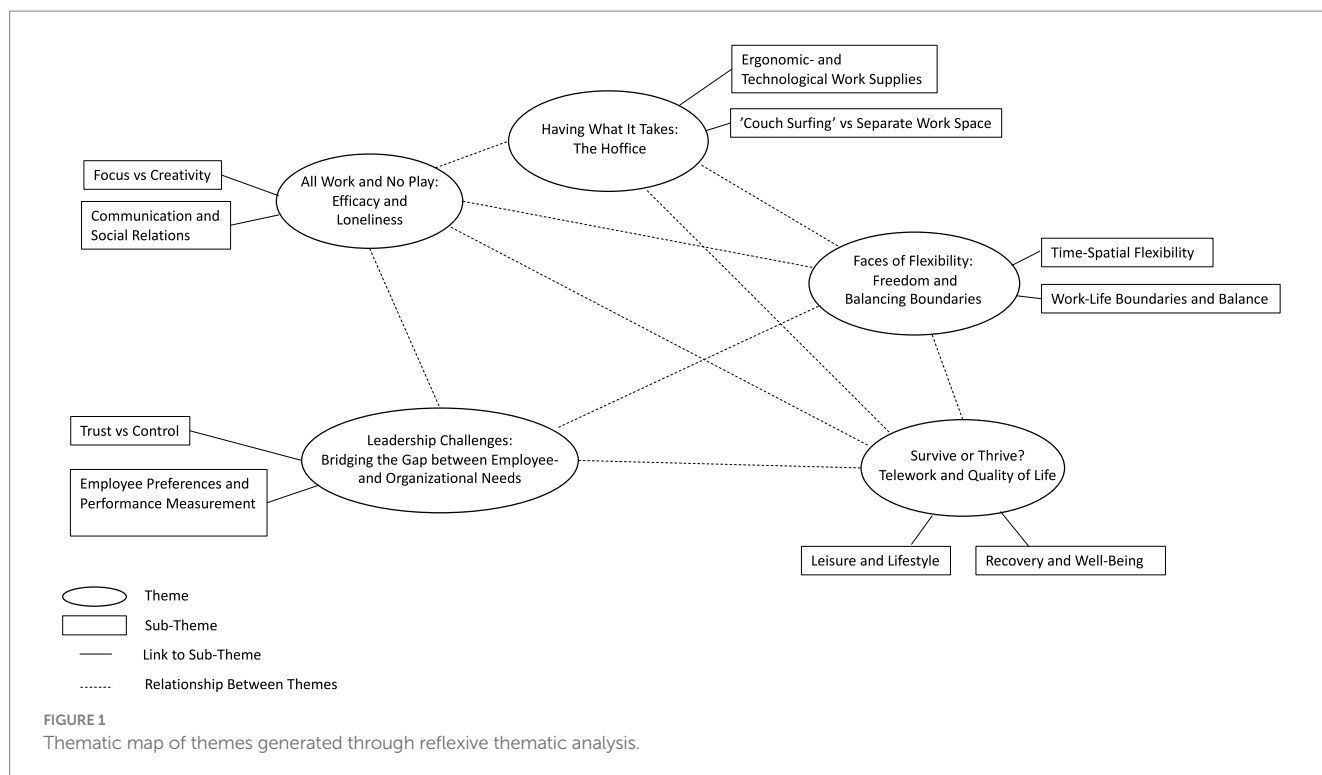 Ergonomic- and
Technological Work Supplies
'Couch Surfing' vs Separate Work Space
Having What It Takes:
The Hoffice
Focus vs Creativity
Communication and
Social Relations
All Work and No Play:
Efficacy and
Loneliness
Faces of Flexibility:
Freedom and
Balancing Boundaries
Time-Spatial Flexibility
Work-Life Boundaries and Balance
Trust vs Control
Employee Preferences and
Performance Measurement
Leadership Challenges:
Bridging the Gap between Employee-
and Organizational Needs
Survive or Thrive?
Telework and Quality of Life
Leisure and Lifestyle
Recovery and Well-Being
Theme
Sub-Theme
Link to Sub-Theme
Relationship Between Themes
FIGURE 1
Thematic map of themes generated through reflexive thematic analysis.